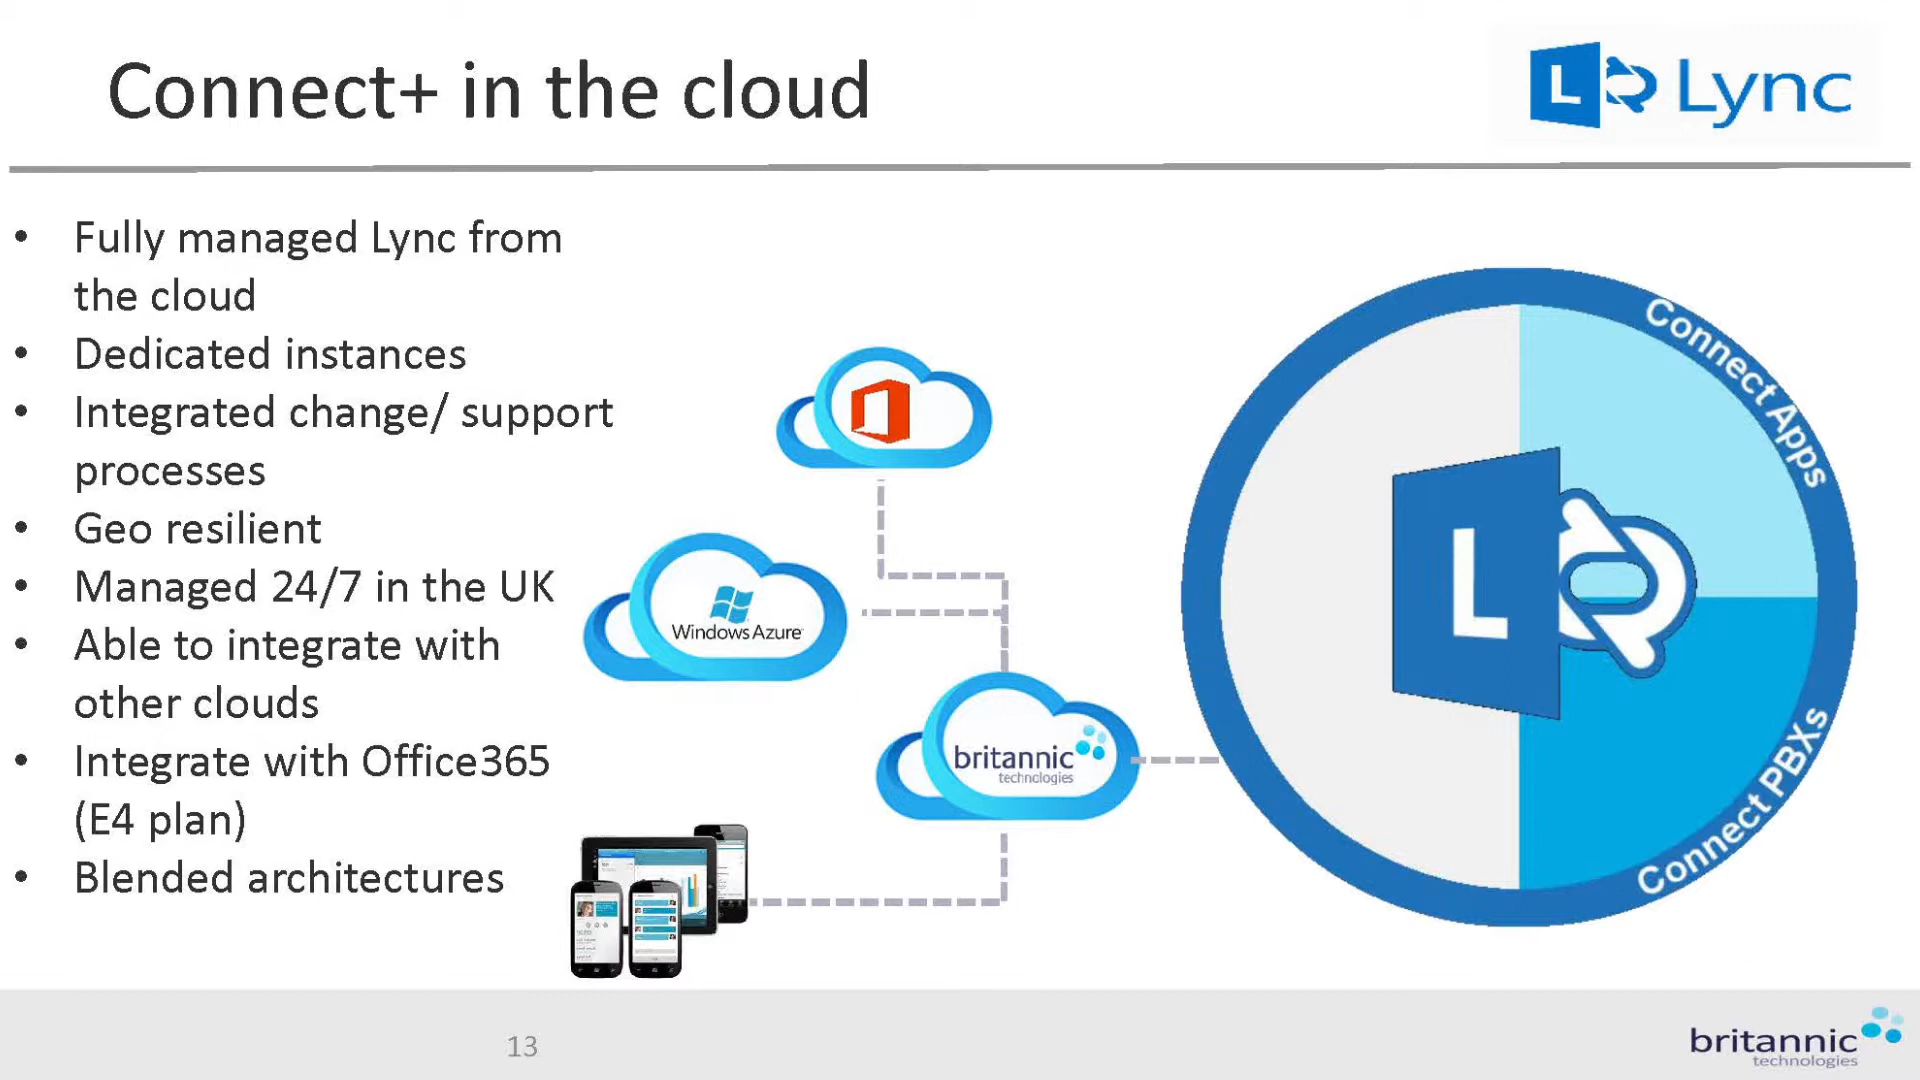 Connect+ in the cloud
L Lync
• Fully managed Lync from
the cloud
• Dedicated instances
• Integrated change/ support
processes
• Geo resilient
• Managed 24/7 in the UK
• Able to integrate with
other clouds
• Integrate with Office365
(E4 plan)
• Blended architectures
Windows Azure
britannic
technologies
Connect Apps
L
Connect PBXs
13
britannic
technologies